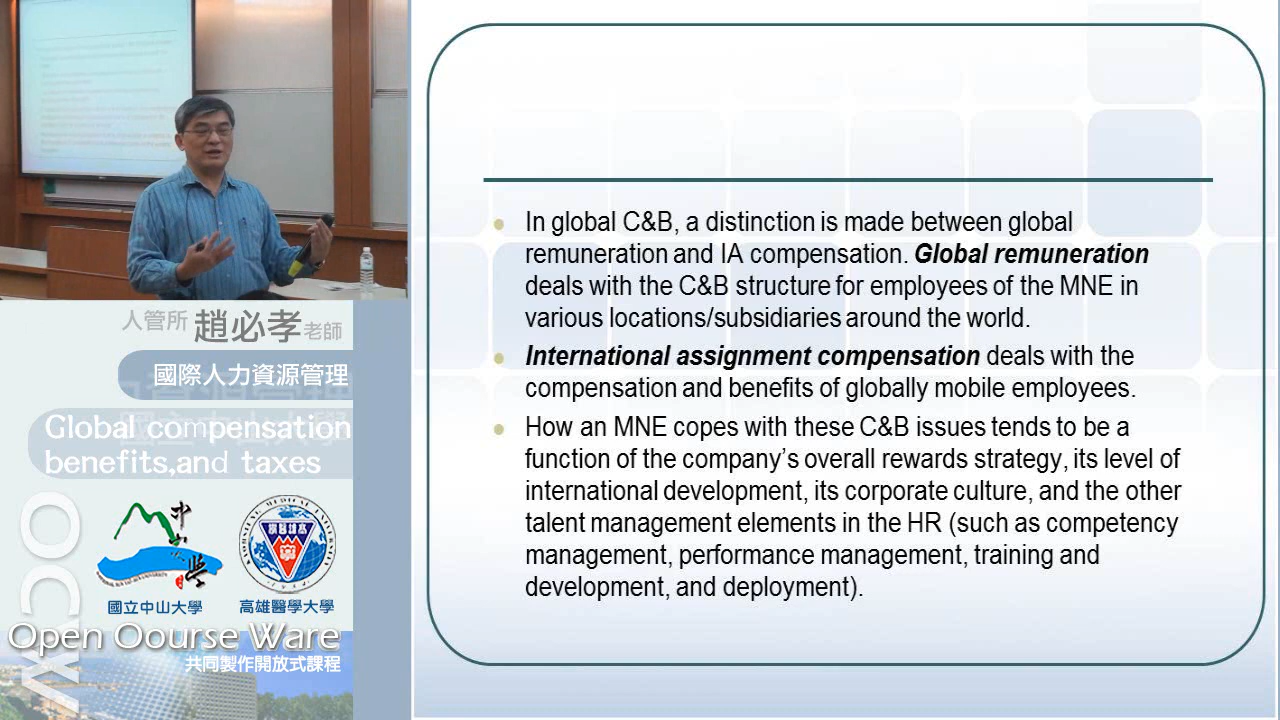 人管所 趙必孝 老師
國際人力資源管理
Global compensation
benefits,and taxes
OCW
國立中山大學
高雄醫學大學
Open Oourse Ware
共同製作開放式課程
In global C&B, a distinction is made between global
remuneration and IA compensation. Global remuneration
deals with the C&B structure for employees of the MNE in
various locations/subsidiaries around the world.
International assignment compensation deals with the
compensation and benefits of globally mobile employees.
How an MNE copes with these C&B issues tends to be a
function of the company’s overall rewards strategy, its level of
international development, its corporate culture, and the other
talent management elements in the HR (such as competency
management, performance management, training and
development, and deployment).